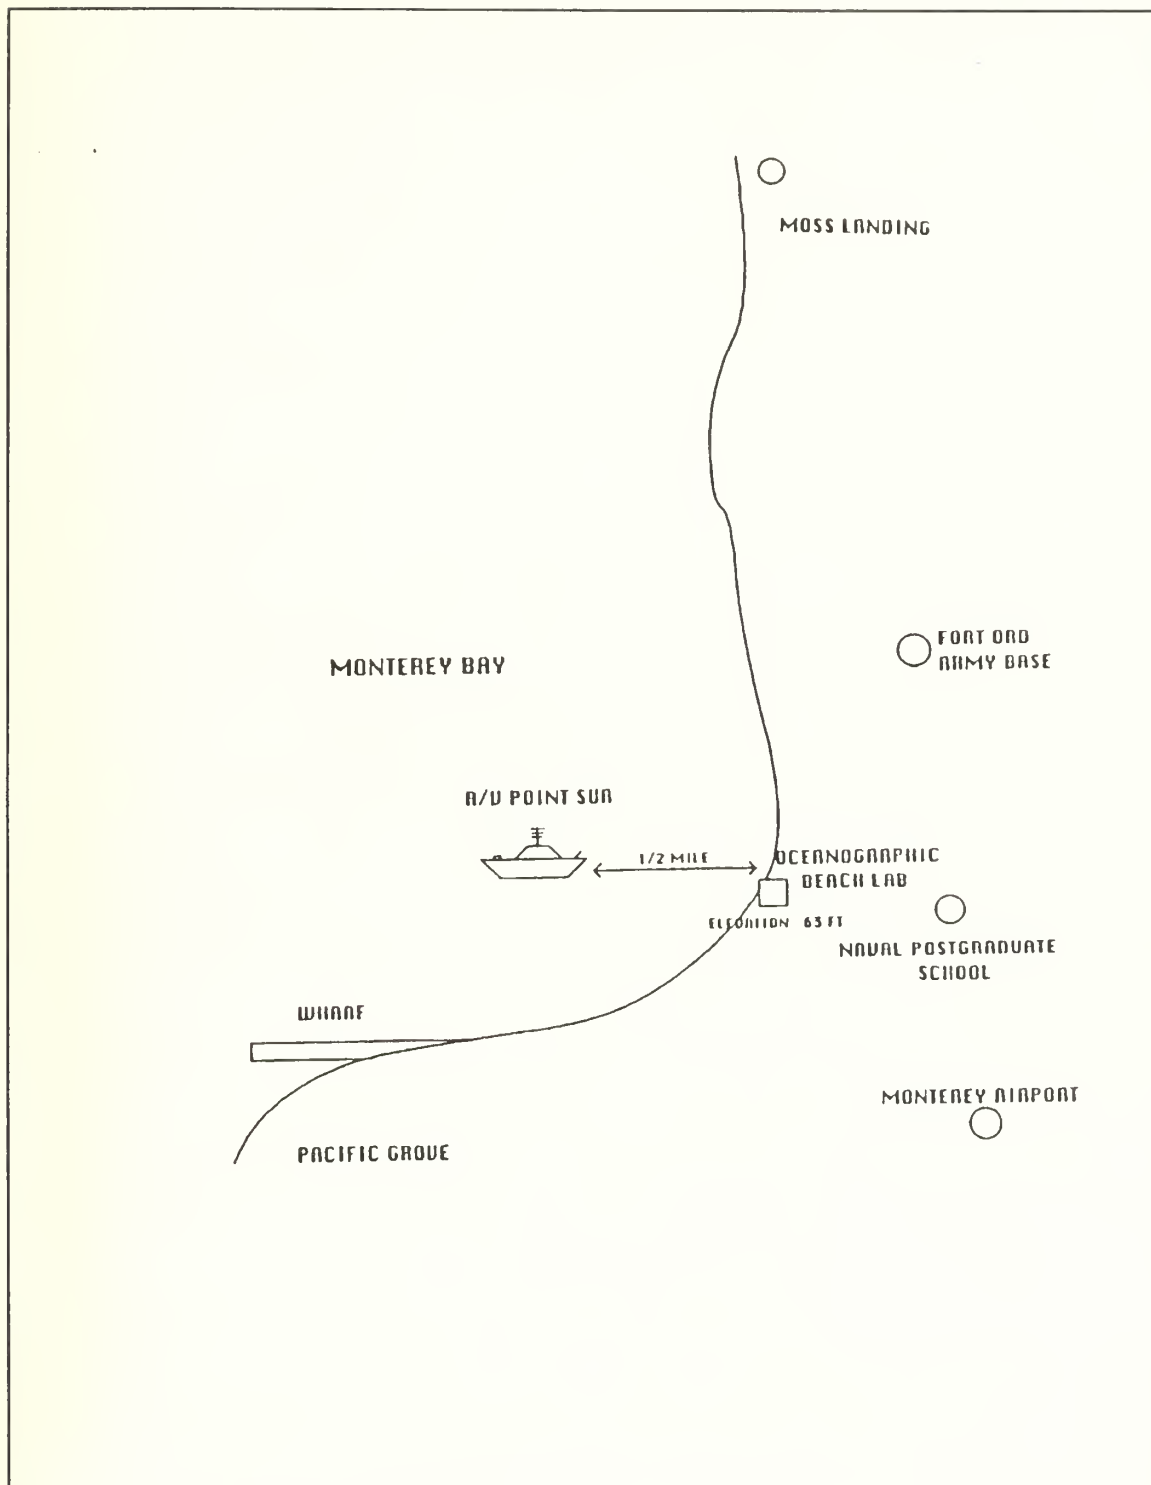 MOSS LANDING
FORT ORD
ARMY BASE
MONTEREY BAY
R/V POINT SUR
1/2 MILE
OCEANOGRAPHIC
BEACH LAB
ELEVATION 63 FT
NAVAL POSTGRADUATE
SCHOOL
WHARF
MONTEREY AIRPORT
PACIFIC GROVE